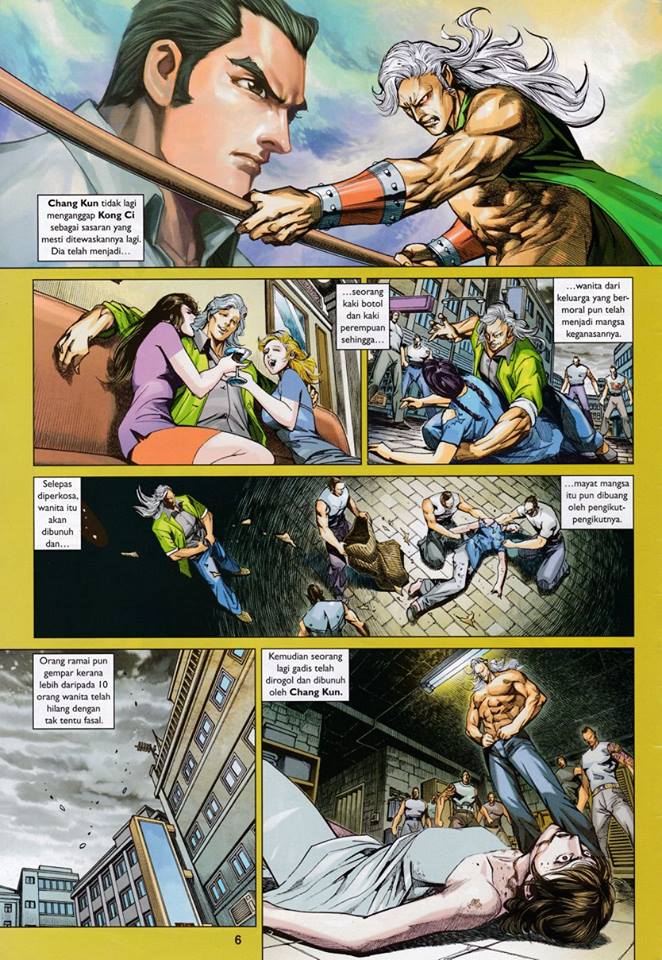 Chang Kun tidak lagi
menganggap Kong Ci
sebagai sasaran yang
mesti ditewaskannya lagi.
Dia telah menjadi...
...seorang
kaki botol
dan kaki
perempuan
sehingga...
...wanita dari
keluarga yang ber-
moral pun telah
menjadi mangsa
keganasannya.
Selepas
diperkosa,
wanita itu
akan
dibunuh
dan...
...mayat mangsa
itu pun dibuang
oleh pengikut-
pengikutnya.
Orang ramai pun
gempar kerana
lebih daripada 10
orang wanita telah
hilang dengan
tak tentu fasal.
Kemudian seorang
lagi gadis telah
dirogol dan dibunuh
oleh Chang Kun.
6